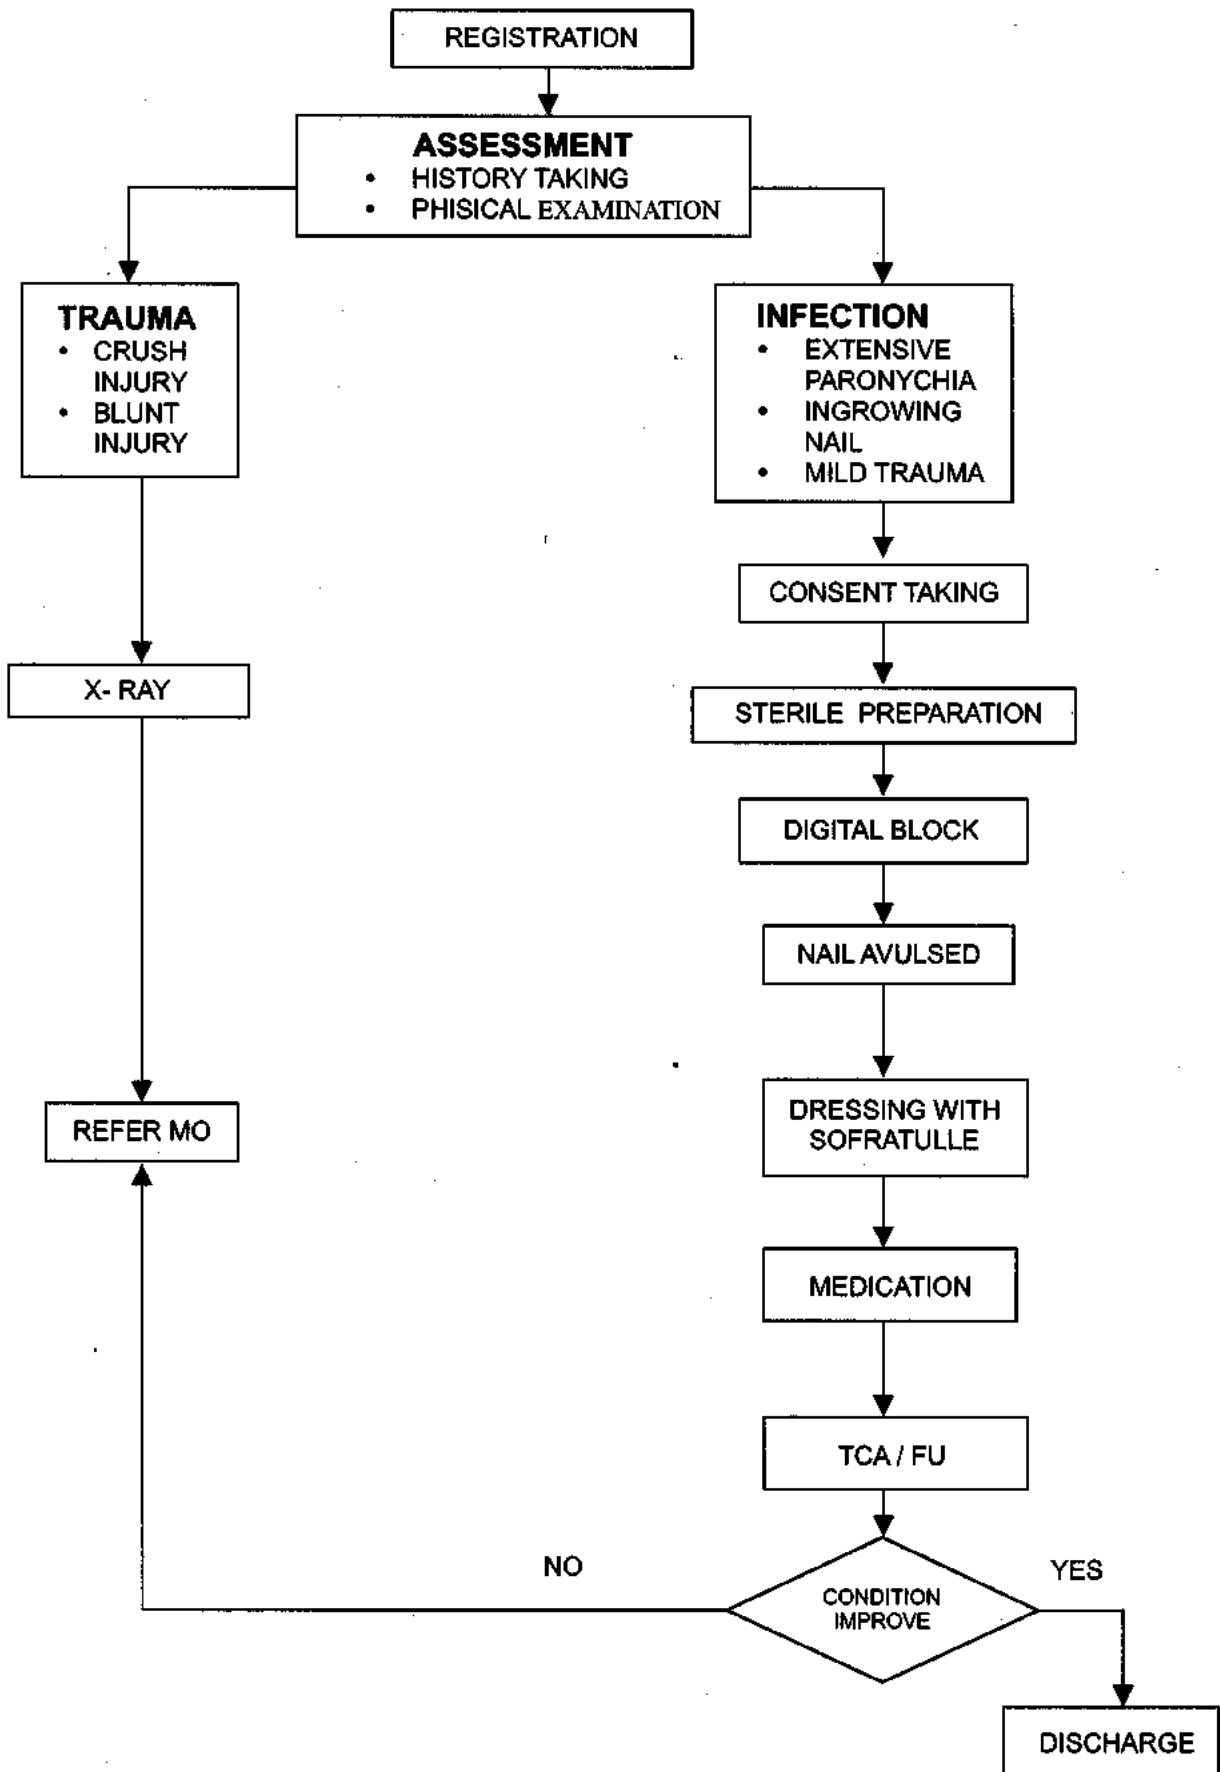 REGISTRATION
ASSESSMENT
• HISTORY TAKING
• PHISICAL EXAMINATION
TRAUMA
• CRUSH
INJURY
• BLUNT
INJURY
INFECTION
• EXTENSIVE
PARONYCHIA
• INGROWING
NAIL
• MILD TRAUMA
CONSENT TAKING
X- RAY
STERILE PREPARATION
DIGITAL BLOCK
NAIL AVULSED
DRESSING WITH
SOFRATULLE
REFER MO
MEDICATION
TCA / FU
NO
YES
CONDITION
IMPROVE
DISCHARGE